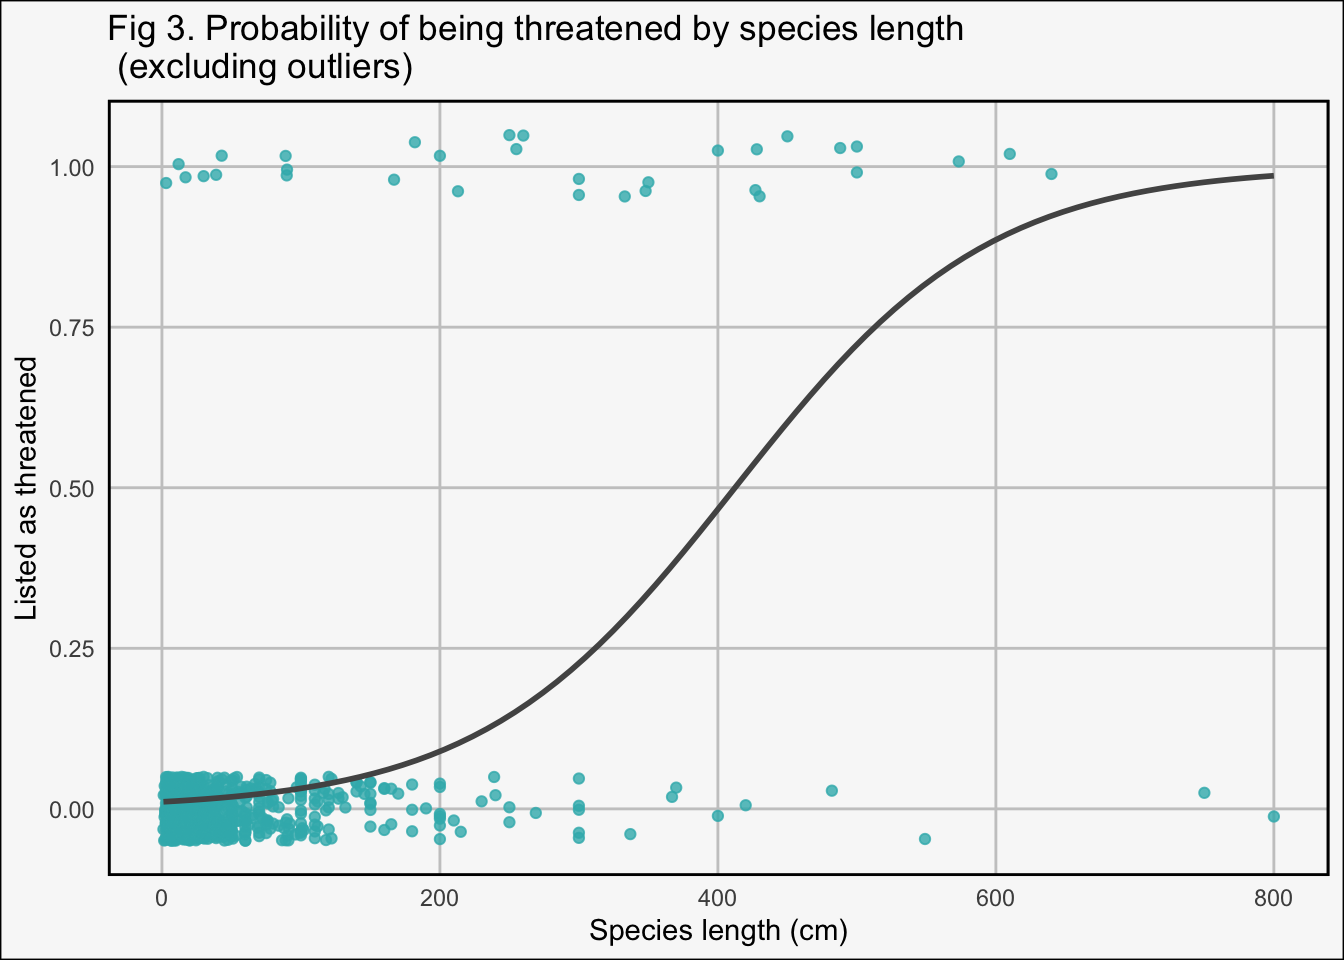 Fig 3. Probability of being threatened by species length
(excluding outliers)
1.00
0.75
0.50
0.25
0.00
Listed as threatened
0
200
400
600
800
Species length (cm)